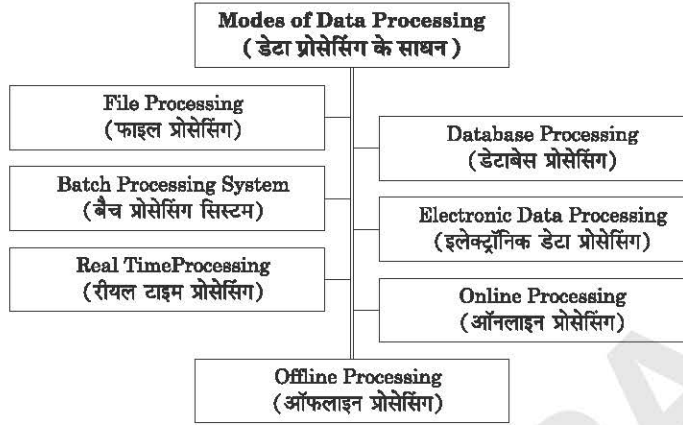 Modes of Data Processing
(डेटा प्रोसेसिंग के साधन)
File Processing
(फाइल प्रोसेसिंग)
Database Processing
(डेटाबेस प्रोसेसिंग)
Batch Processing System
(बैच प्रोसेसिंग सिस्टम)
Electronic Data Processing
(इलेक्ट्रॉनिक डेटा प्रोसेसिंग)
Real TimeProcessing
(रीयल टाइम प्रोसेसिंग)
Online Processing
(ऑनलाइन प्रोसेसिंग)
Offline Processing
(ऑफलाइन प्रोसेसिंग)